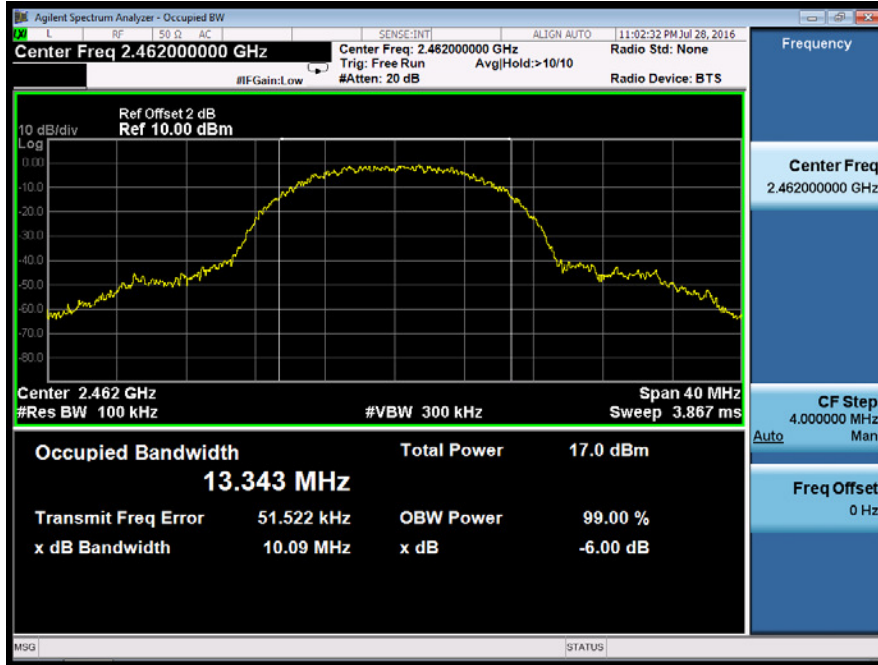 Agilent Spectrum Analyzer - Occupied BW
L RF 50 Ω AC SENSE:INT ALIGN AUTO 11:02:32 PM Jul 28, 2016
Center Freq 2.462000000 GHz
Center Freq: 2.462000000 GHz Radio Std: None
Trig: Free Run Avg|Hold:>10/10
#IFGain:Low #Atten: 20 dB Radio Device: BTS
Ref Offset 2 dB
10 dB/div Ref 10.00 dBm
Log
0.00
-10.0
-20.0
-30.0
-40.0
-50.0
-60.0
-70.0
-80.0
Center 2.462 GHz Span 40 MHz
#Res BW 100 kHz #VBW 300 kHz Sweep 3.867 ms
Occupied Bandwidth Total Power 17.0 dBm
13.343 MHz
Transmit Freq Error 51.522 kHz OBW Power 99.00 %
x dB Bandwidth 10.09 MHz x dB -6.00 dB
MSG STATUS
Frequency
Center Freq
2.462000000 GHz
CF Step
4.000000 MHz
Auto Man
Freq Offset
0 Hz